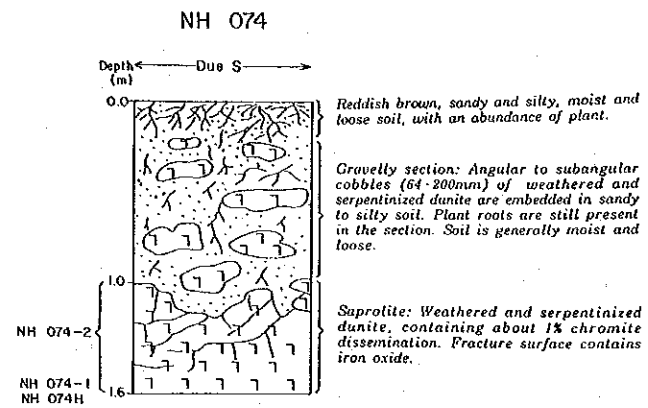 NH 074
Depth
(m)
Due S
0.0
Reddish brown, sandy and silty, moist and
loose soil, with an abundance of plant.
Gravelly section: Angular to subangular
cobbles (64-200mm) of weathered and
serpentinized dunite are embedded in sandy
to silty soil. Plant roots are still present
in the section. Soil is generally moist and
loose.
1.0
Saprolite: Weathered and serpentinized
dunite, containing about 1% chromite
dissemination. Fracture surface contains
iron oxide.
NH 074-2
NH 074-1
NH 074H
1.6